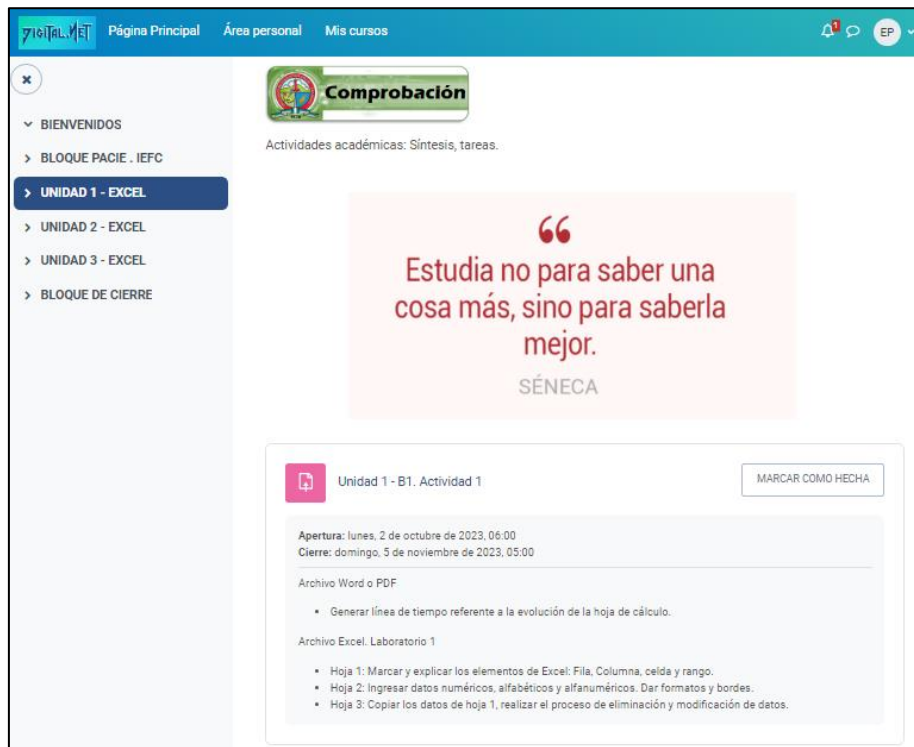 DIGITAL.NET Página Principal Área personal Mis cursos 1 EP
BIENVENIDOS
BLOQUE PACIE . IEFC
UNIDAD 1 - EXCEL
UNIDAD 2 - EXCEL
UNIDAD 3 - EXCEL
BLOQUE DE CIERRE
Comprobación
Actividades académicas: Síntesis, tareas.
“
Estudia no para saber una
cosa más, sino para saberla
mejor.
SÉNECA
Unidad 1 - B1. Actividad 1
MARCAR COMO HECHA
Apertura: lunes, 2 de octubre de 2023, 06:00
Cierre: domingo, 5 de noviembre de 2023, 05:00
Archivo Word o PDF
Generar línea de tiempo referente a la evolución de la hoja de cálculo.
Archivo Excel. Laboratorio 1
Hoja 1: Marcar y explicar los elementos de Excel: Fila, Columna, celda y rango.
Hoja 2: Ingresar datos numéricos, alfabéticos y alfanuméricos. Dar formatos y bordes.
Hoja 3: Copiar los datos de hoja 1, realizar el proceso de eliminación y modificación de datos.